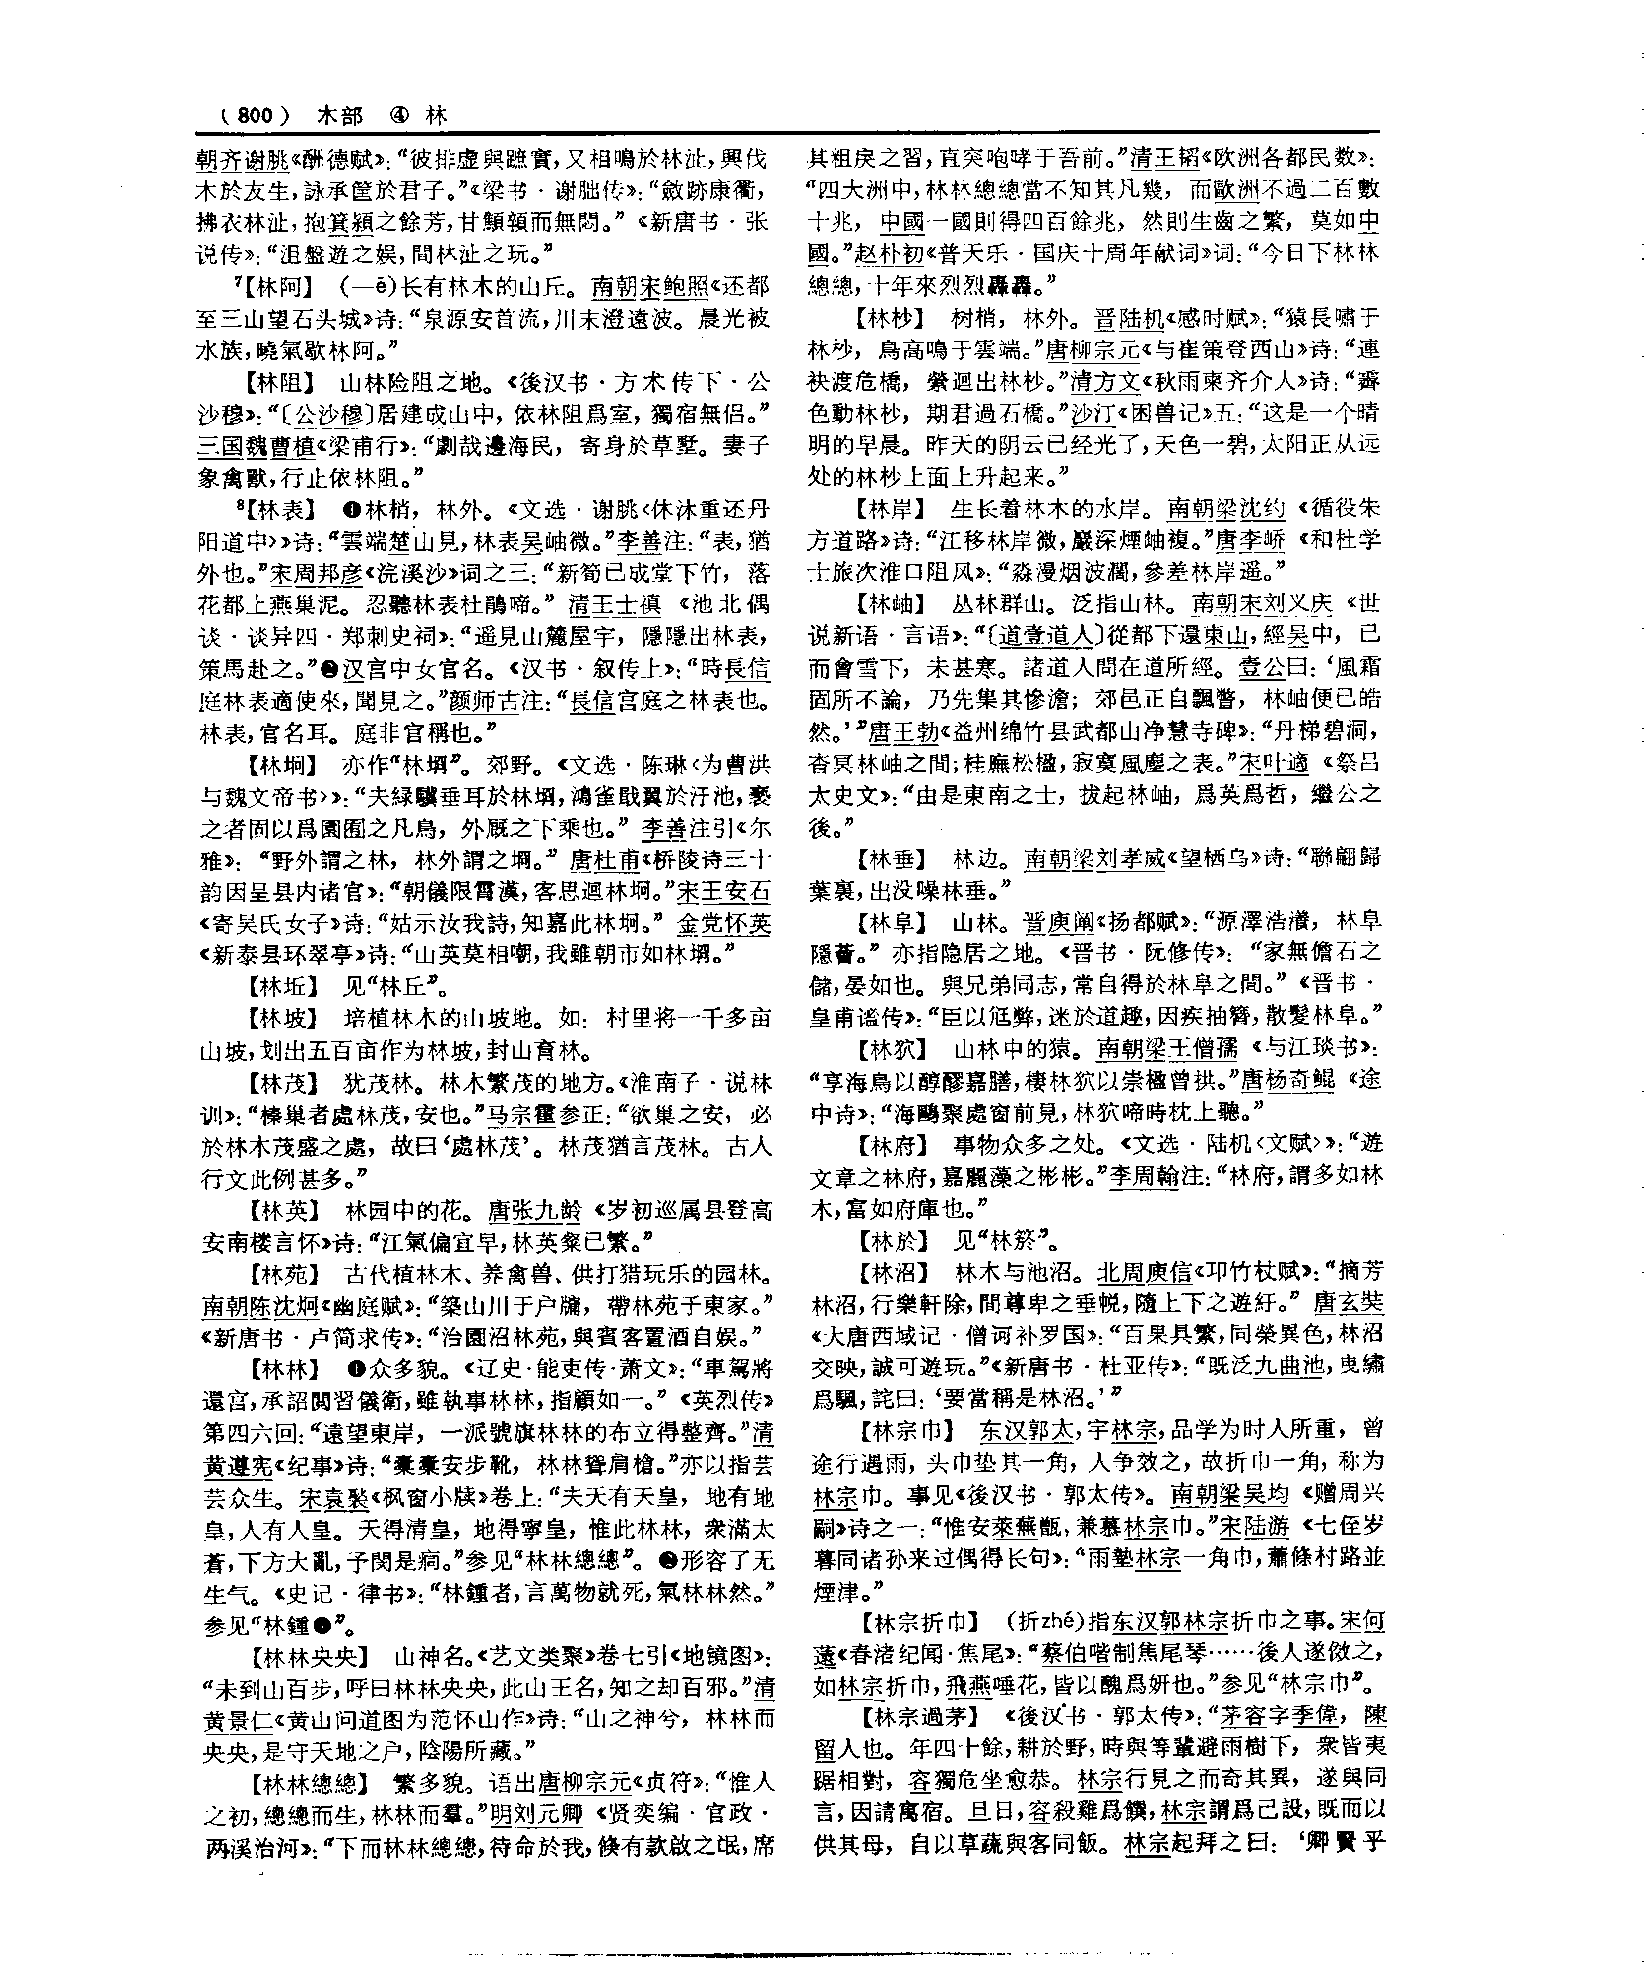 (800) 木部 ④ 林
朝齐谢朓《酬德赋》：“彼排虚與蹠實，又相鳴於林沚，興伐
木於友生，詠承筐於君子。”《梁书·谢朏传》：“斂跡康衢，
拂衣林沚，抱箕潁之餘芳，甘顦顇而無悶。”《新唐书·张
说传》：“沮盤遊之娱，間林沚之玩。”
⁷【林阿】 （—ē）长有林木的山丘。南朝宋鲍照《还都
至三山望石头城》诗：“泉源安首流，川末澄遠波。晨光被
水族，曉氣歇林阿。”
【林阻】 山林险阻之地。《後汉书·方术传下·公
沙穆》：“〔公沙穆〕居建成山中，依林阻爲室，獨宿無侣。”
三国魏曹植《梁甫行》：“劇哉邊海民，寄身於草墅。妻子
象禽獸，行止依林阻。”
⁸【林表】 ❶林梢，林外。《文选·谢朓〈休沐重还丹
阳道中〉》诗：“雲端楚山見，林表吴岫微。”李善注：“表，猶
外也。”宋周邦彦《浣溪沙》词之三：“新筍已成堂下竹，落
花都上燕巢泥。忍聽林表杜鵑啼。”清王士禛《池北偶
谈·谈异四·郑刺史祠》：“遥見山麓屋宇，隱隱出林表，
策馬赴之。”❷汉宫中女官名。《汉书·叙传上》：“時長信
庭林表適使來，聞見之。”颜师古注：“長信宫庭之林表也。
林表，官名耳。庭非官稱也。”
【林坰】 亦作“林埛”。郊野。《文选·陈琳〈为曹洪
与魏文帝书〉》：“夫緑驥垂耳於林埛，鴻雀戢翼於汙池，褻
之者固以爲園囿之凡鳥，外厩之下乘也。”李善注引《尔
雅》：“野外謂之林，林外謂之埛。”唐杜甫《桥陵诗三十
韵因呈县内诸官》：“朝儀限霄漢，客思迴林坰。”宋王安石
《寄吴氏女子》诗：“姑示汝我詩，知嘉此林坰。”金党怀英
《新泰县环翠亭》诗：“山英莫相嘲，我雖朝市如林埛。”
【林坵】 见“林丘”。
【林坡】 培植林木的山坡地。如：村里将一千多亩
山坡，划出五百亩作为林坡，封山育林。
【林茂】 犹茂林。林木繁茂的地方。《淮南子·说林
训》：“榛巢者處林茂，安也。”马宗霍参正：“欲巢之安，必
於林木茂盛之處，故曰‘處林茂’。林茂猶言茂林。古人
行文此例甚多。”
【林英】 林园中的花。唐张九龄《岁初巡属县登高
安南楼言怀》诗：“江氣偏宜早，林英粲已繁。”
【林苑】 古代植林木、养禽兽、供打猎玩乐的园林。
南朝陈沈炯《幽庭赋》：“築山川于户牖，帶林苑于東家。”
《新唐书·卢简求传》：“治園沼林苑，與賓客置酒自娱。”
【林林】 ❶众多貌。《辽史·能吏传·萧文》：“車駕將
還宫，承詔閲習儀衛，雖執事林林，指顧如一。”《英烈传》
第四六回：“遠望東岸，一派號旗林林的布立得整齊。”清
黄遵宪《纪事》诗：“橐橐安步靴，林林聳肩槍。”亦以指芸
芸众生。宋袁褧《枫窗小牍》卷上：“夫天有天皇，地有地
皇，人有人皇。天得清皇，地得寧皇，惟此林林，衆滿太
蒼，下方大亂，予閔是痌。”参见“林林總總”。❷形容了无
生气。《史记·律书》：“林鍾者，言萬物就死，氣林林然。”
参见“林鍾❶”。
【林林央央】 山神名。《艺文类聚》卷七引《地镜图》：
“未到山百步，呼曰林林央央，此山王名，知之却百邪。”清
黄景仁《黄山问道图为范怀山作》诗：“山之神兮，林林而
央央，是守天地之户，陰陽所藏。”
【林林總總】 繁多貌。语出唐柳宗元《贞符》：“惟人
之初，總總而生，林林而羣。”明刘元卿《贤奕编·官政·
两溪治河》：“下而林林總總，待命於我，倏有款啟之氓，席
其粗戾之習，直突咆哮于吾前。”清王韬《欧洲各都民数》：
“四大洲中，林林總總當不知其凡幾，而歐洲不過二百數
十兆，中國一國則得四百餘兆，然則生齒之繁，莫如中
國。”赵朴初《普天乐·国庆十周年献词》词：“今日下林林
總總，十年來烈烈轟轟。”
【林杪】 树梢，林外。晋陆机《感时赋》：“猿長嘯于
林杪，鳥高鳴于雲端。”唐柳宗元《与崔策登西山》诗：“連
袂渡危橋，縈迴出林杪。”清方文《秋雨柬齐介人》诗：“霽
色動林杪，期君過石橋。”沙汀《困兽记》五：“这是一个晴
明的早晨。昨天的阴云已经光了，天色一碧，太阳正从远
处的林杪上面上升起来。”
【林岸】 生长着林木的水岸。南朝梁沈约《循役朱
方道路》诗：“江移林岸微，巖深煙岫複。”唐李峤《和杜学
士旅次淮口阻风》：“淼漫烟波闊，參差林岸遥。”
【林岫】 丛林群山。泛指山林。南朝宋刘义庆《世
说新语·言语》：“〔道壹道人〕從都下還東山，經吴中，已
而會雪下，未甚寒。諸道人問在道所經。壹公曰：‘風霜
固所不論，乃先集其慘澹；郊邑正自飄瞥，林岫便已皓
然。’”唐王勃《益州绵竹县武都山净慧寺碑》：“丹梯碧洞，
杳冥林岫之間；桂廡松楹，寂寞風塵之表。”宋叶適《祭吕
太史文》：“由是東南之士，拔起林岫，爲英爲哲，繼公之
後。”
【林垂】 林边。南朝梁刘孝威《望栖乌》诗：“聯翩歸
葉裏，出没噪林垂。”
【林阜】 山林。晋庾阐《扬都赋》：“源澤浩瀁，林阜
隱薈。”亦指隐居之地。《晋书·阮修传》：“家無儋石之
儲，晏如也。與兄弟同志，常自得於林阜之間。”《晋书·
皇甫谧传》：“臣以尪弊，迷於道趣，因疾抽簪，散髮林阜。”
【林狖】 山林中的猿。南朝梁王僧孺《与江琰书》：
“享海鳥以醇醪嘉膳，棲林狖以崇楹曾拱。”唐杨奇鲲《途
中诗》：“海鷗聚處窗前見，林狖啼時枕上聽。”
【林府】 事物众多之处。《文选·陆机〈文赋〉》：“遊
文章之林府，嘉麗藻之彬彬。”李周翰注：“林府，謂多如林
木，富如府庫也。”
【林於】 见“林箊”。
【林沼】 林木与池沼。北周庾信《邛竹杖赋》：“摘芳
林沼，行樂軒除，間尊卑之垂帨，隨上下之遊紆。”唐玄奘
《大唐西域记·僧诃补罗国》：“百果具繁，同榮異色，林沼
交映，誠可遊玩。”《新唐书·杜亚传》：“既泛九曲池，曳繡
爲颿，詫曰：‘要當稱是林沼。’”
【林宗巾】 东汉郭太，字林宗，品学为时人所重，曾
途行遇雨，头巾垫其一角，人争效之，故折巾一角，称为
林宗巾。事见《後汉书·郭太传》。南朝梁吴均《赠周兴
嗣》诗之一：“惟安萊蕪甑，兼慕林宗巾。”宋陆游《七侄岁
暮同诸孙来过偶得长句》：“雨墊林宗一角巾，蕭條村路並
煙津。”
【林宗折巾】 （折zhé）指东汉郭林宗折巾之事。宋何
薳《春渚纪闻·焦尾》：“蔡伯喈制焦尾琴……後人遂傚之，
如林宗折巾，飛燕唾花，皆以醜爲妍也。”参见“林宗巾”。
【林宗過茅】 《後汉书·郭太传》：“茅容字季偉，陳
留人也。年四十餘，耕於野，時與等輩避雨樹下，衆皆夷
踞相對，容獨危坐愈恭。林宗行見之而奇其異，遂與同
言，因請寓宿。旦日，容殺雞爲饌，林宗謂爲己設，既而以
供其母，自以草蔬與客同飯。林宗起拜之曰：‘卿賢乎